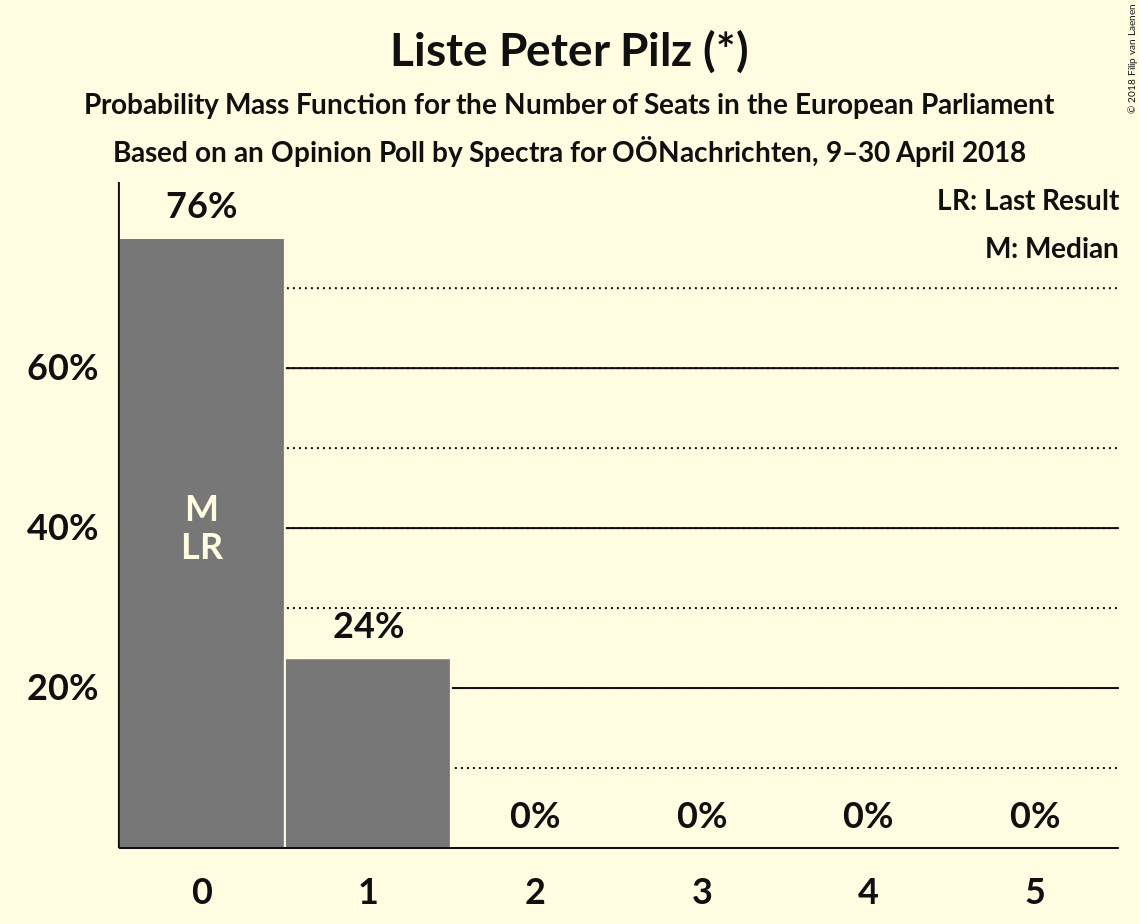 Liste Peter Pilz (*)
Probability Mass Function for the Number of Seats in the European Parliament
Based on an Opinion Poll by Spectra for OÖNachrichten, 9–30 April 2018
© 2018 Filip van Laenen
LR: Last Result
M: Median
76%
60%
40%
20%
M
LR
24%
0% 0% 0% 0%
0 1 2 3 4 5